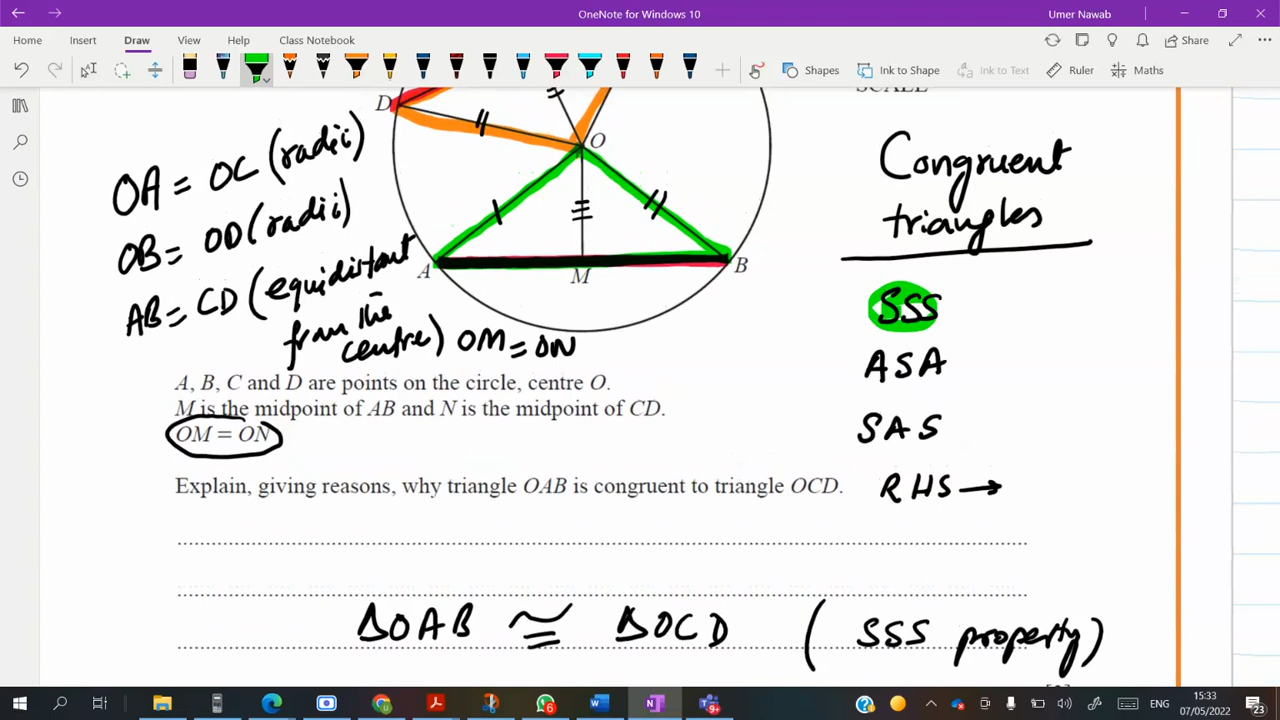 OneNote for Windows 10
Umer Nawab
Home Insert Draw View Help Class Notebook
Share
Shapes Ink to Shape Ink to Text Ruler Maths
SCALE
D
O
A
M
B
OA = OC (radii)
OB = OD (radii)
AB = CD (equidistant
from the
centre) OM = ON
Congruent
triangles
SSS
ASA
SAS
RHS →
A, B, C and D are points on the circle, centre O.
M is the midpoint of AB and N is the midpoint of CD.
OM = ON
Explain, giving reasons, why triangle OAB is congruent to triangle OCD.
ΔOAB ≅ ΔOCD (SSS property)
ENG
15:33
07/05/2022
23
6
9+